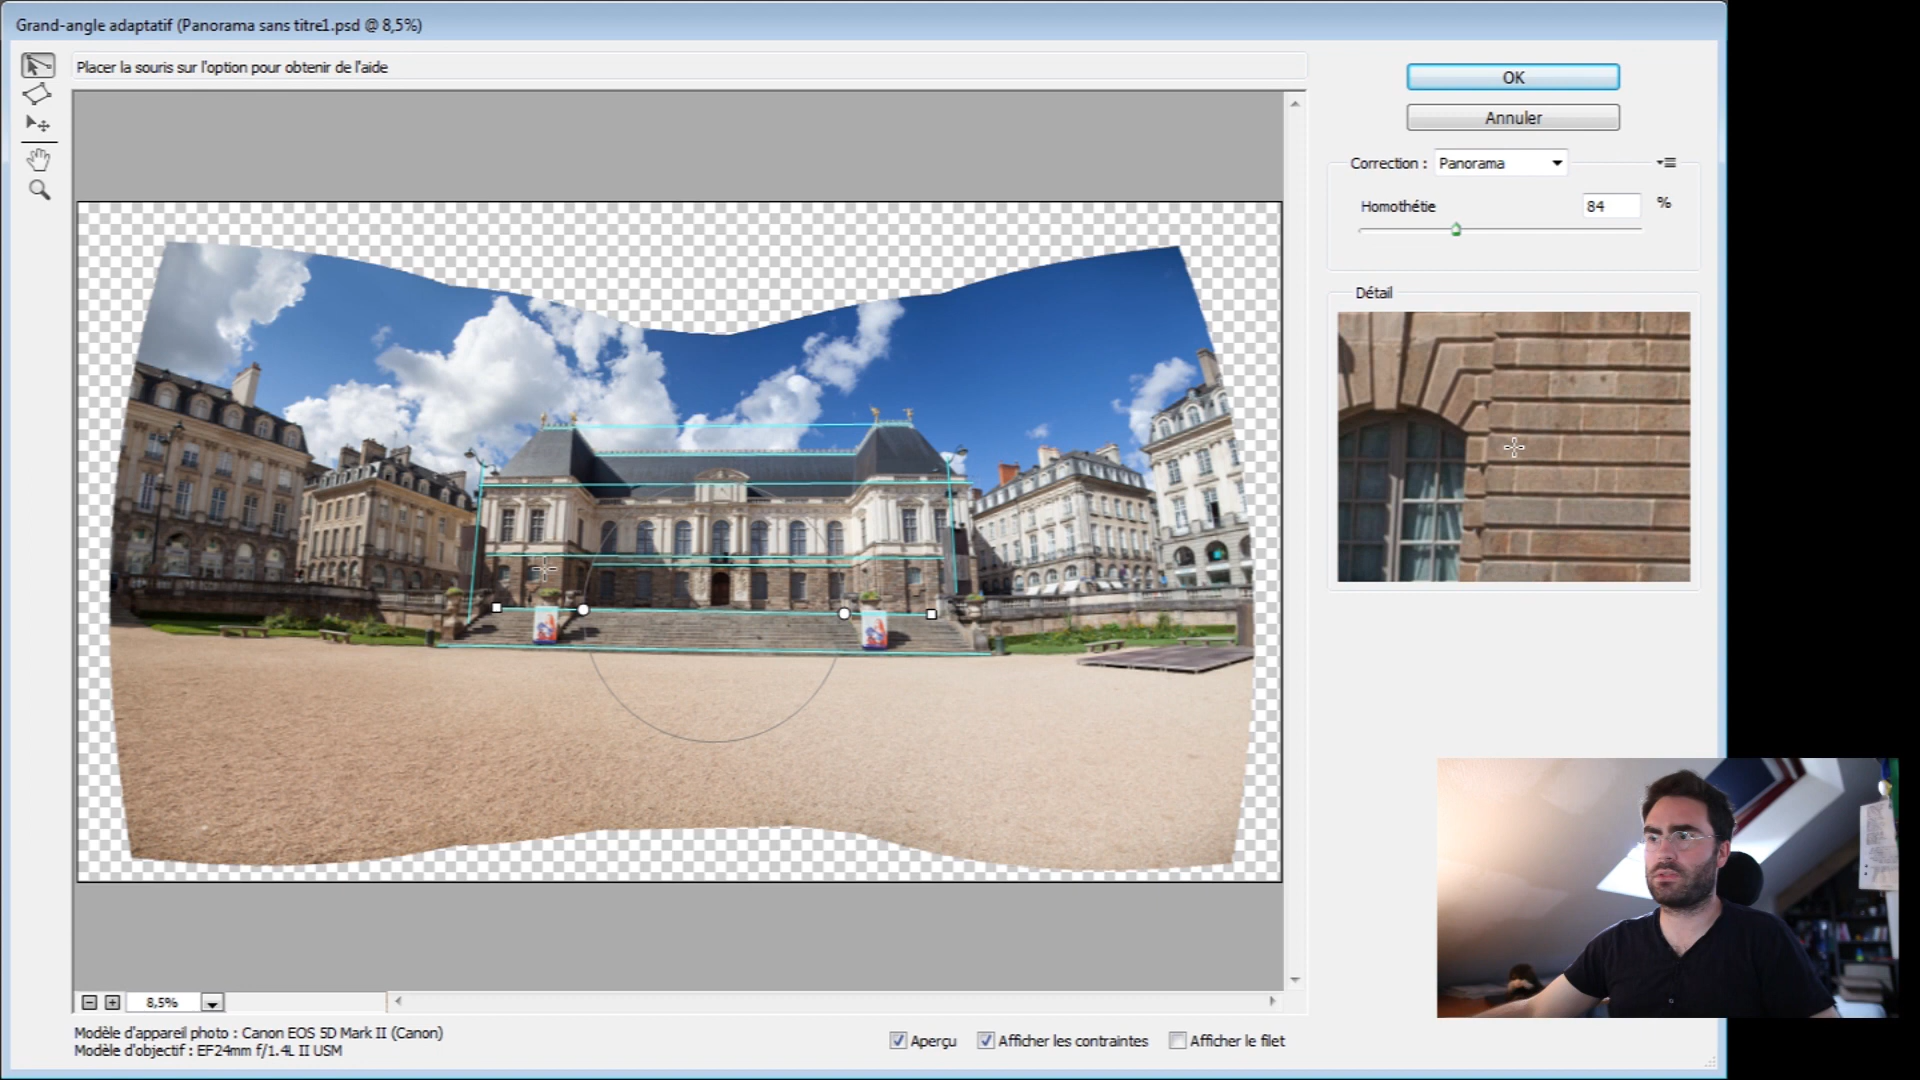 Grand-angle adaptatif (Panorama sans titre1.psd @ 8,5%)
Placer la souris sur l'option pour obtenir de l'aide
OK
Annuler
Correction : Panorama
Homothétie 84 %
Détail
8,5%
Modèle d'appareil photo : Canon EOS 5D Mark II (Canon)
Modèle d'objectif : EF24mm f/1.4L II USM
Aperçu Afficher les contraintes Afficher le filet